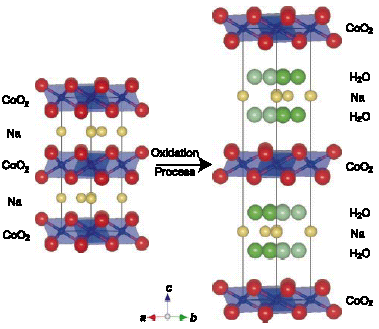 CoO₂
Na
CoO₂
Na
CoO₂
Oxidation
Process
CoO₂
H₂O
Na
H₂O
CoO₂
H₂O
Na
H₂O
CoO₂
c
a
b